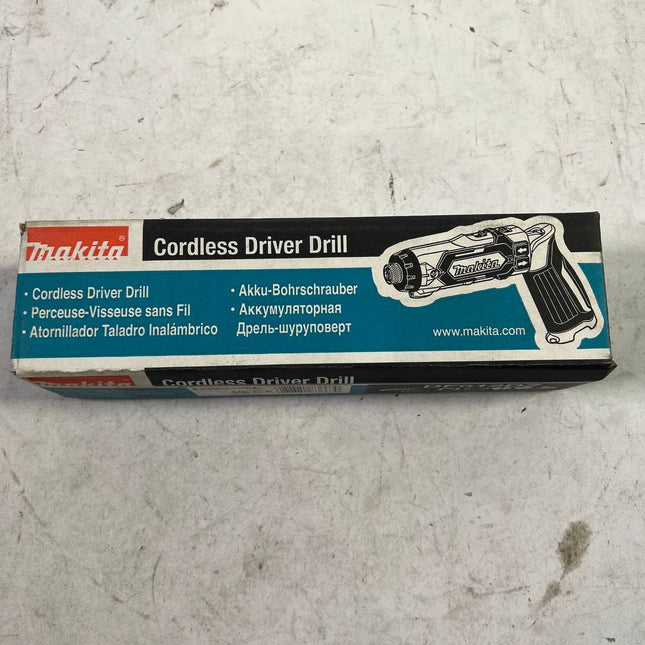 makita®
Cordless Driver Drill
• Cordless Driver Drill
• Perceuse-Visseuse sans Fil
• Atornillador Taladro Inalámbrico
• Akku-Bohrschrauber
• Аккумуляторная
Дрель-шуруповерт
makita
www.makita.com
makita
Cordless Driver Drill